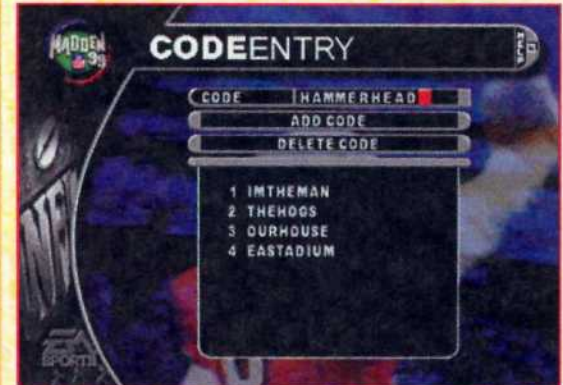 MADDEN 99
CODEENTRY
HELP
CODE HAMMERHEAD
ADD CODE
DELETE CODE
1 IMTHEMAN
2 THEHOGS
3 OURHOUSE
4 EASTADIUM
NFL
EA
SPORTS